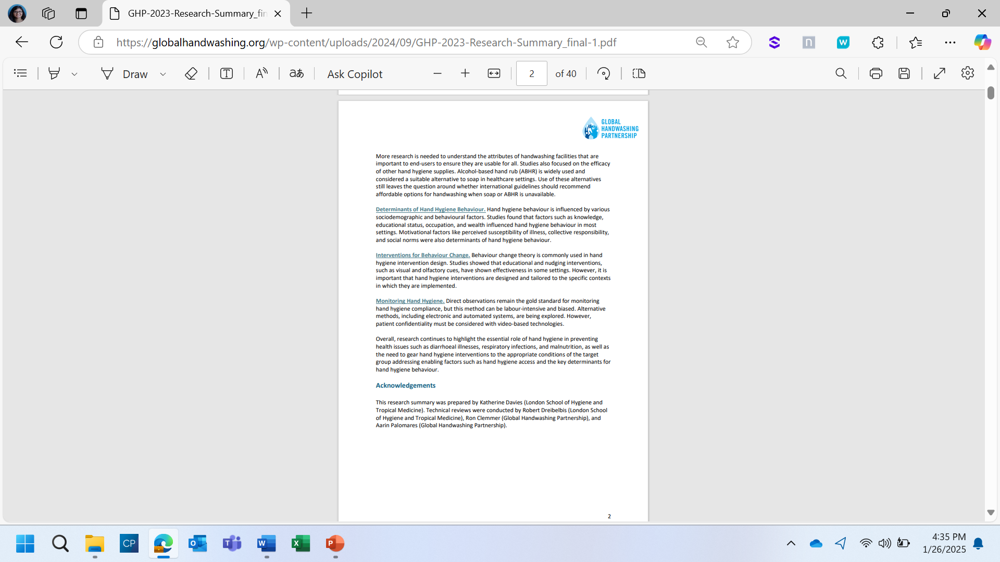 GHP-2023-Research-Summary_fin
https://globalhandwashing.org/wp-content/uploads/2024/09/GHP-2023-Research-Summary_final-1.pdf
Draw
aあ
Ask Copilot
2
of 40
GLOBAL
HANDWASHING
PARTNERSHIP
More research is needed to understand the attributes of handwashing facilities that are
important to end-users to ensure they are usable for all. Studies also focused on the efficacy
of other hand hygiene supplies. Alcohol-based hand rub (ABHR) is widely used and
considered a suitable alternative to soap in healthcare settings. Use of these alternatives
still leaves the question around whether international guidelines should recommend
affordable options for handwashing when soap or ABHR is unavailable.
Determinants of Hand Hygiene Behaviour. Hand hygiene behaviour is influenced by various
sociodemographic and behavioural factors. Studies found that factors such as knowledge,
educational status, occupation, and wealth influenced hand hygiene behaviour in most
settings. Motivational factors like perceived susceptibility of illness, collective responsibility,
and social norms were also determinants of hand hygiene behaviour.
Interventions for Behaviour Change. Behaviour change theory is commonly used in hand
hygiene intervention design. Studies showed that educational and nudging interventions,
such as visual and olfactory cues, have shown effectiveness in some settings. However, it is
important that hand hygiene interventions are designed and tailored to the specific contexts
in which they are implemented.
Monitoring Hand Hygiene. Direct observations remain the gold standard for monitoring
hand hygiene compliance, but this method can be labour-intensive and biased. Alternative
methods, including electronic and automated systems, are being explored. However,
patient confidentiality must be considered with video-based technologies.
Overall, research continues to highlight the essential role of hand hygiene in preventing
health issues such as diarrhoeal illnesses, respiratory infections, and malnutrition, as well as
the need to gear hand hygiene interventions to the appropriate conditions of the target
group addressing enabling factors such as hand hygiene access and the key determinants for
hand hygiene behaviour.
Acknowledgements
This research summary was prepared by Katherine Davies (London School of Hygiene and
Tropical Medicine). Technical reviews were conducted by Robert Dreibelbis (London School
of Hygiene and Tropical Medicine), Ron Clemmer (Global Handwashing Partnership), and
Aarin Palomares (Global Handwashing Partnership).
2
CP
4:35 PM
1/26/2025